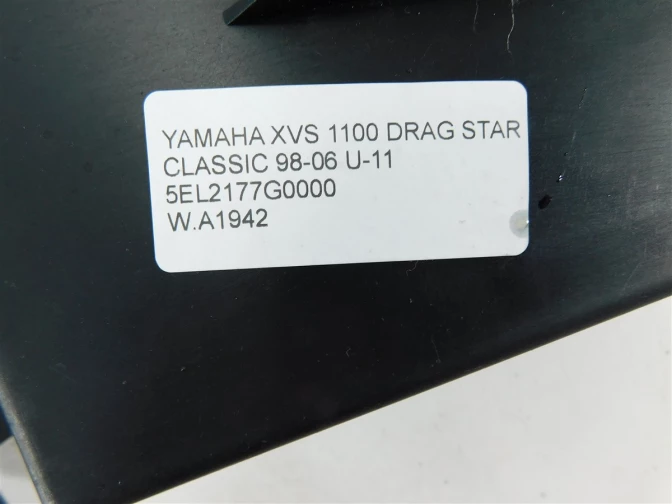 YAMAHA XVS 1100 DRAG STAR
CLASSIC 98-06 U-11
5EL2177G0000
W.A1942